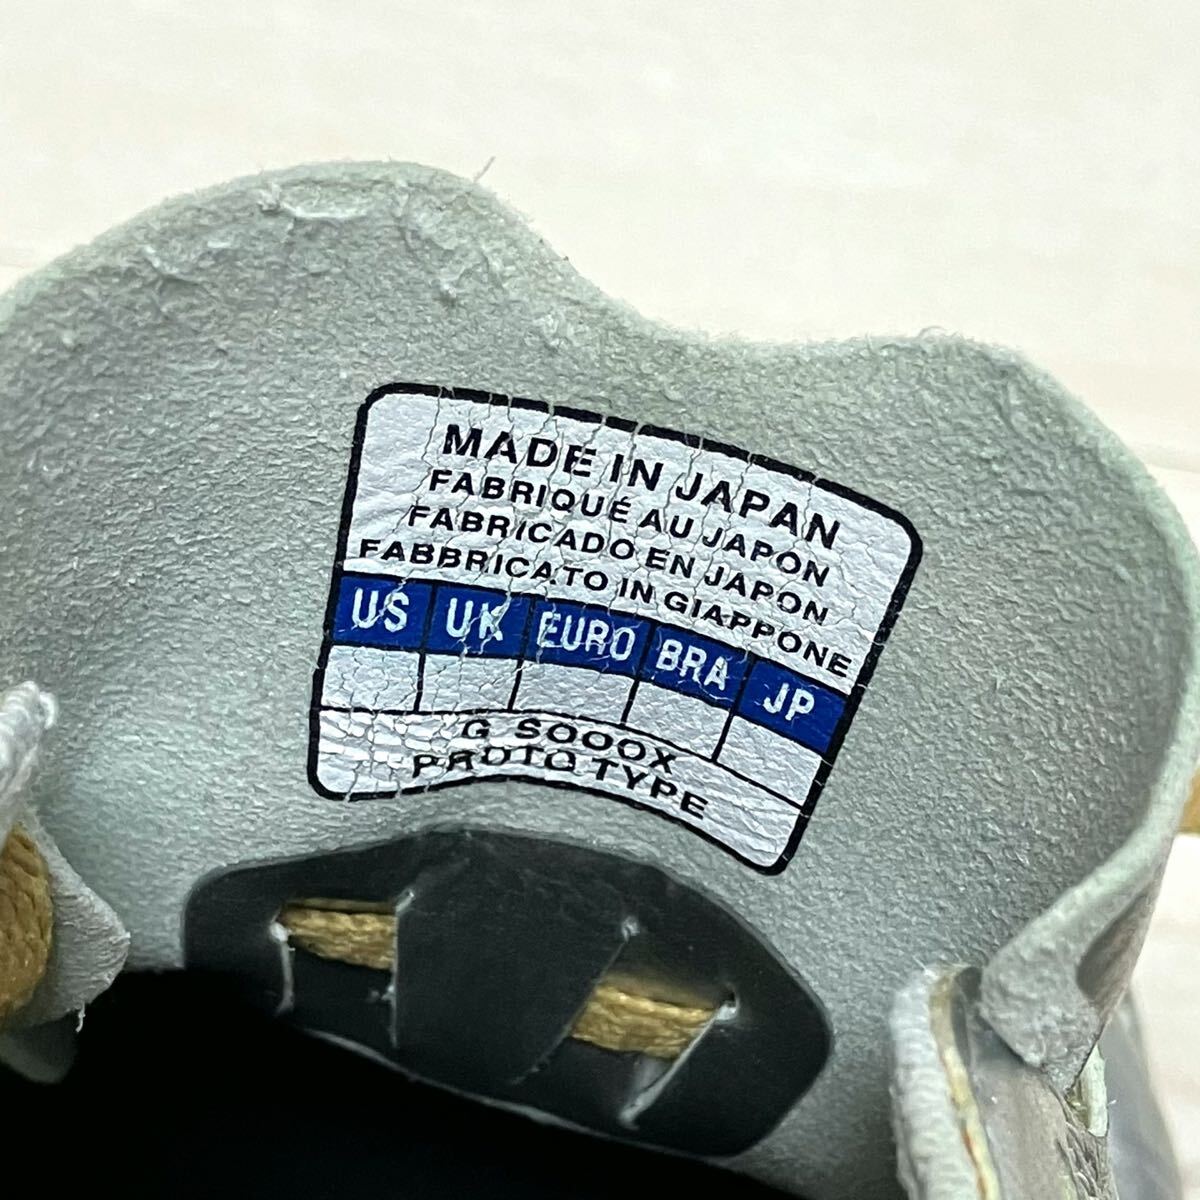 MADE IN JAPAN
FABRIQUÉ AU JAPON
FABRICADO EN JAPON
FABBRICATO IN GIAPPONE
US UK EURO BRA JP
G SOOOX
PROTO TYPE